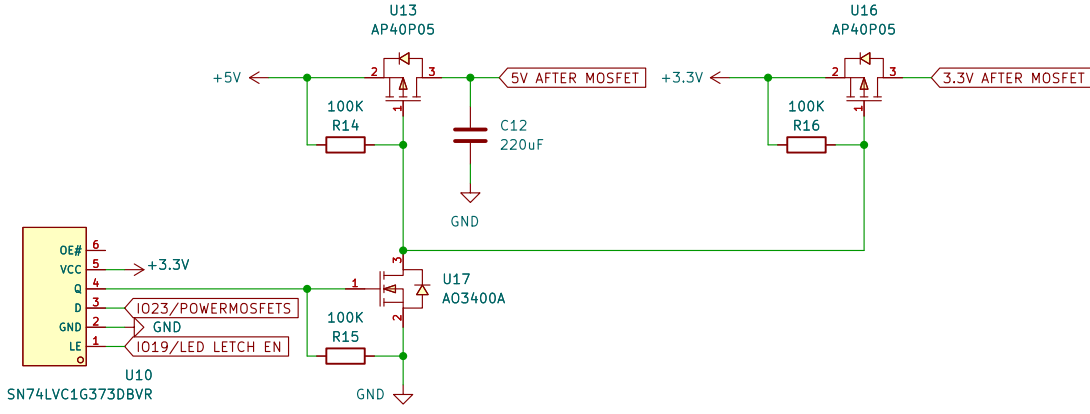 U13
AP40P05
U16
AP40P05
+5V
2
3
1
5V AFTER MOSFET
+3.3V
2
3
1
3.3V AFTER MOSFET
100K
R14
C12
220uF
100K
R16
GND
OE#
6
VCC
5
+3.3V
Q
4
D
3
IO23/POWERMOSFETS
GND
2
GND
LE
1
IO19/LED LETCH EN
U10
SN74LVC1G373DBVR
3
1
2
U17
AO3400A
100K
R15
GND